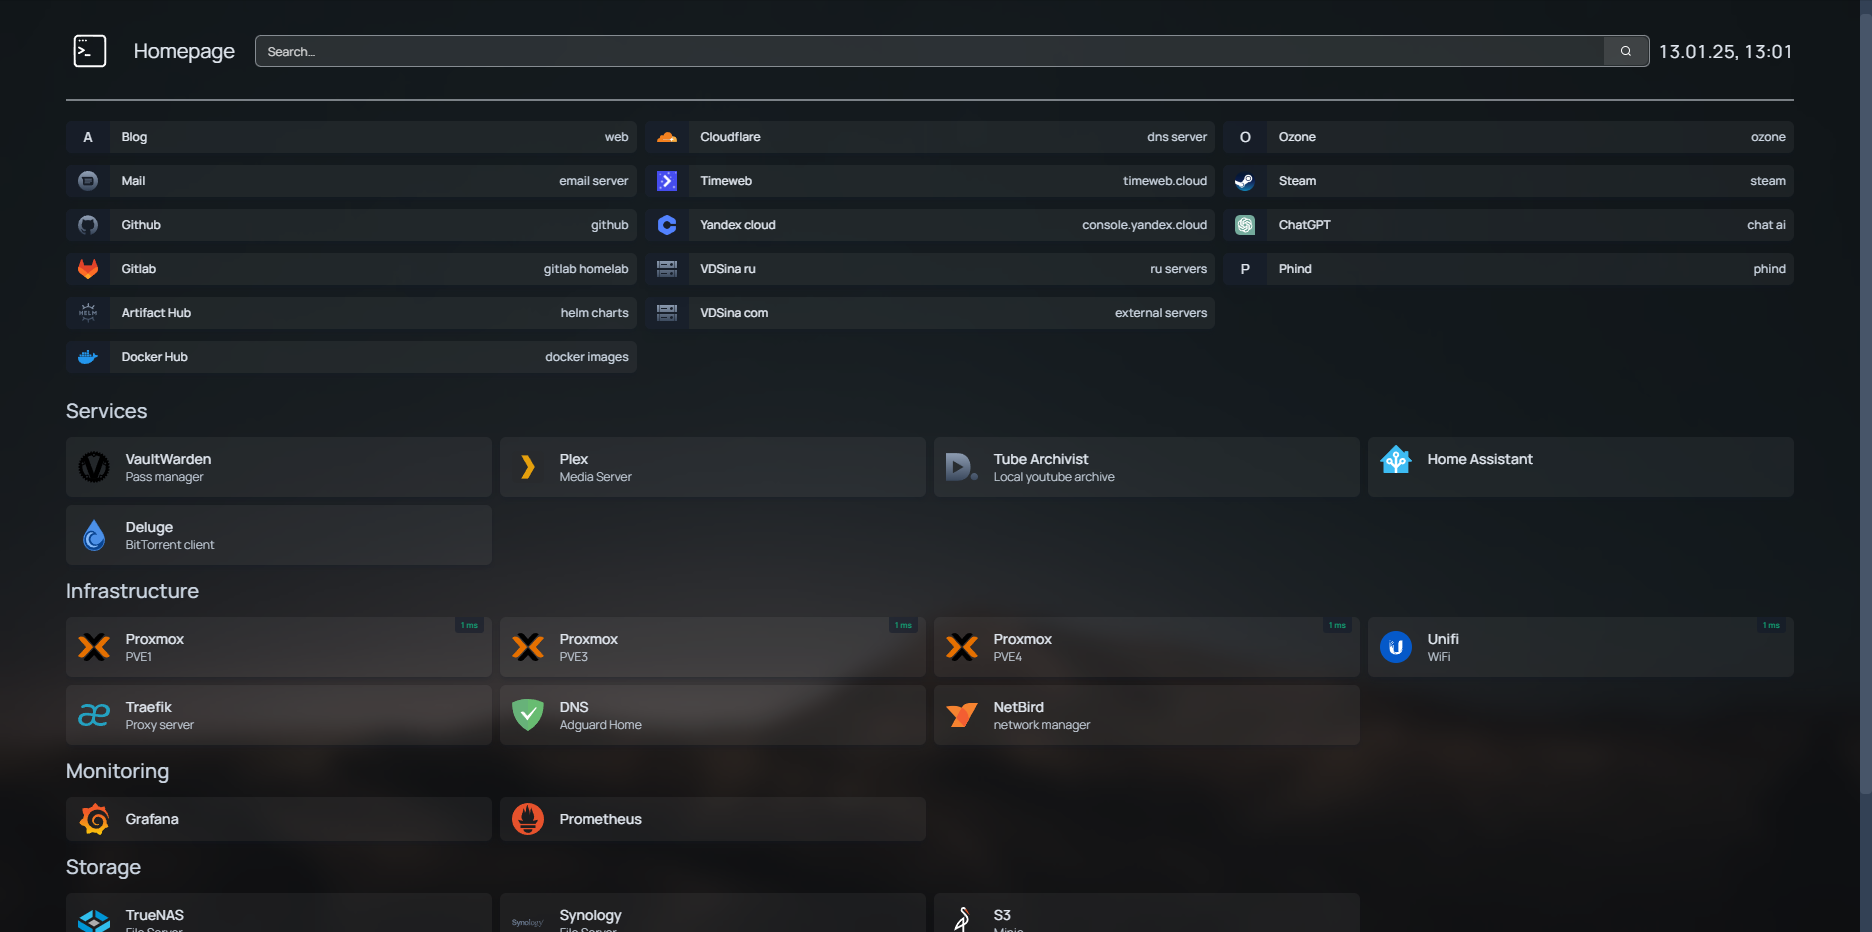 Homepage
Search...
13.01.25, 13:01
A Blog web
Cloudflare dns server
O Ozone ozone
Mail email server
Timeweb timeweb.cloud
Steam steam
Github github
Yandex cloud console.yandex.cloud
ChatGPT chat ai
Gitlab gitlab homelab
VDSina ru ru servers
P Phind phind
HELM Artifact Hub helm charts
VDSina com external servers
Docker Hub docker images
Services
VaultWarden
Pass manager
Plex
Media Server
Tube Archivist
Local youtube archive
Home Assistant
Deluge
BitTorrent client
Infrastructure
1 ms
Proxmox
PVE1
1 ms
Proxmox
PVE3
1 ms
Proxmox
PVE4
1 ms
Unifi
WiFi
Traefik
Proxy server
DNS
Adguard Home
NetBird
network manager
Monitoring
Grafana
Prometheus
Storage
TrueNAS
File Server
Synology
Synology
File Server
S3
Minio